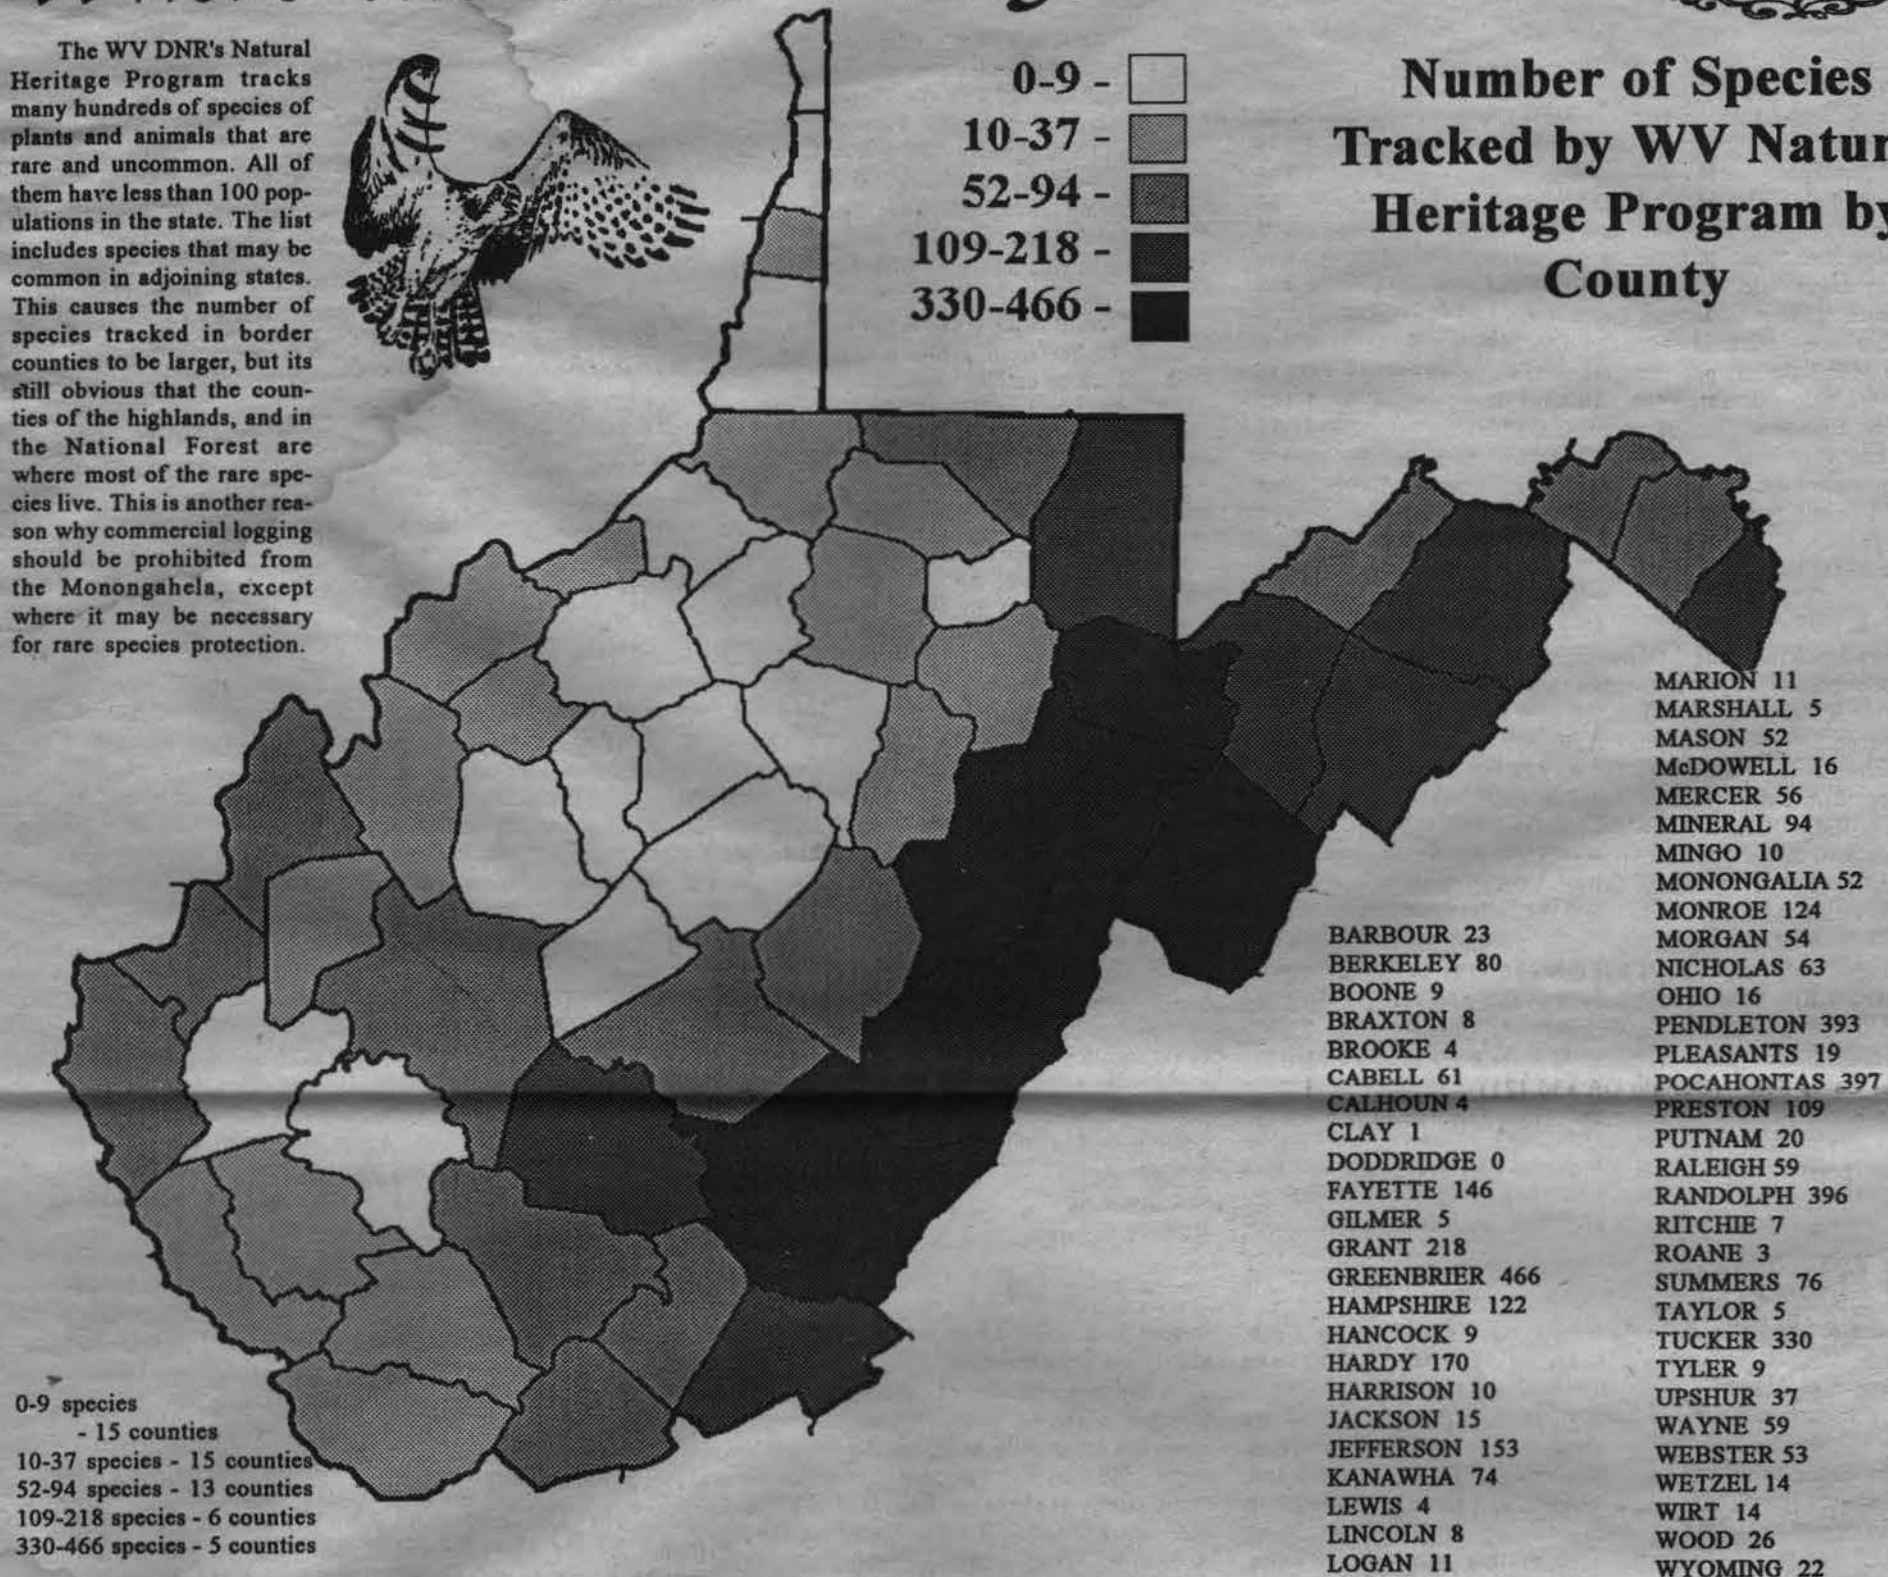 The WV DNR's Natural
Heritage Program tracks
many hundreds of species of
plants and animals that are
rare and uncommon. All of
them have less than 100 pop-
ulations in the state. The list
includes species that may be
common in adjoining states.
This causes the number of
species tracked in border
counties to be larger, but its
still obvious that the coun-
ties of the highlands, and in
the National Forest are
where most of the rare spe-
cies live. This is another rea-
son why commercial logging
should be prohibited from
the Monongahela, except
where it may be necessary
for rare species protection.
0-9 -
10-37 -
52-94 -
109-218 -
330-466 -
Number of Species
Tracked by WV Natur
Heritage Program by
County
0-9 species
- 15 counties
10-37 species - 15 counties
52-94 species - 13 counties
109-218 species - 6 counties
330-466 species - 5 counties
BARBOUR 23
BERKELEY 80
BOONE 9
BRAXTON 8
BROOKE 4
CABELL 61
CALHOUN 4
CLAY 1
DODDRIDGE 0
FAYETTE 146
GILMER 5
GRANT 218
GREENBRIER 466
HAMPSHIRE 122
HANCOCK 9
HARDY 170
HARRISON 10
JACKSON 15
JEFFERSON 153
KANAWHA 74
LEWIS 4
LINCOLN 8
LOGAN 11
MARION 11
MARSHALL 5
MASON 52
McDOWELL 16
MERCER 56
MINERAL 94
MINGO 10
MONONGALIA 52
MONROE 124
MORGAN 54
NICHOLAS 63
OHIO 16
PENDLETON 393
PLEASANTS 19
POCAHONTAS 397
PRESTON 109
PUTNAM 20
RALEIGH 59
RANDOLPH 396
RITCHIE 7
ROANE 3
SUMMERS 76
TAYLOR 5
TUCKER 330
TYLER 9
UPSHUR 37
WAYNE 59
WEBSTER 53
WETZEL 14
WIRT 14
WOOD 26
WYOMING 22